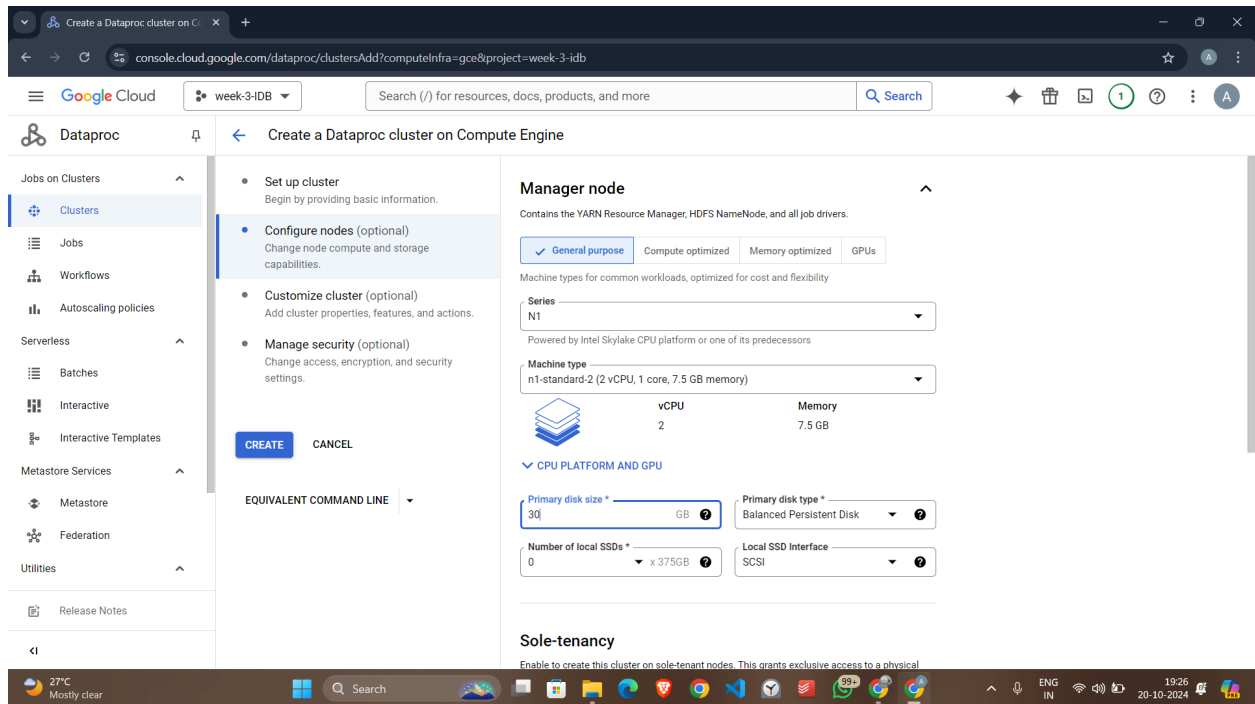 Create a Dataproc cluster on Co
console.cloud.google.com/dataproc/clustersAdd?computeInfra=gce&project=week-3-idb
A
Google Cloud
week-3-IDB
Search (/) for resources, docs, products, and more
Search
1
A
Dataproc
Create a Dataproc cluster on Compute Engine
Jobs on Clusters
Clusters
Jobs
Workflows
Autoscaling policies
Serverless
Batches
Interactive
Interactive Templates
Metastore Services
Metastore
Federation
Utilities
Release Notes
Set up cluster
Begin by providing basic information.
Configure nodes (optional)
Change node compute and storage
capabilities.
Customize cluster (optional)
Add cluster properties, features, and actions.
Manage security (optional)
Change access, encryption, and security
settings.
CREATE CANCEL
EQUIVALENT COMMAND LINE
Manager node
Contains the YARN Resource Manager, HDFS NameNode, and all job drivers.
General purpose Compute optimized Memory optimized GPUs
Machine types for common workloads, optimized for cost and flexibility
Series
N1
Powered by Intel Skylake CPU platform or one of its predecessors
Machine type
n1-standard-2 (2 vCPU, 1 core, 7.5 GB memory)
vCPU Memory
2 7.5 GB
CPU PLATFORM AND GPU
Primary disk size * Primary disk type *
30 GB Balanced Persistent Disk
Number of local SSDs * Local SSD Interface
0 x 375GB SCSI
Sole-tenancy
Enable to create this cluster on sole-tenant nodes. This grants exclusive access to a physical
27°C
Mostly clear
Search
99+
ENG
IN
19:26
20-10-2024